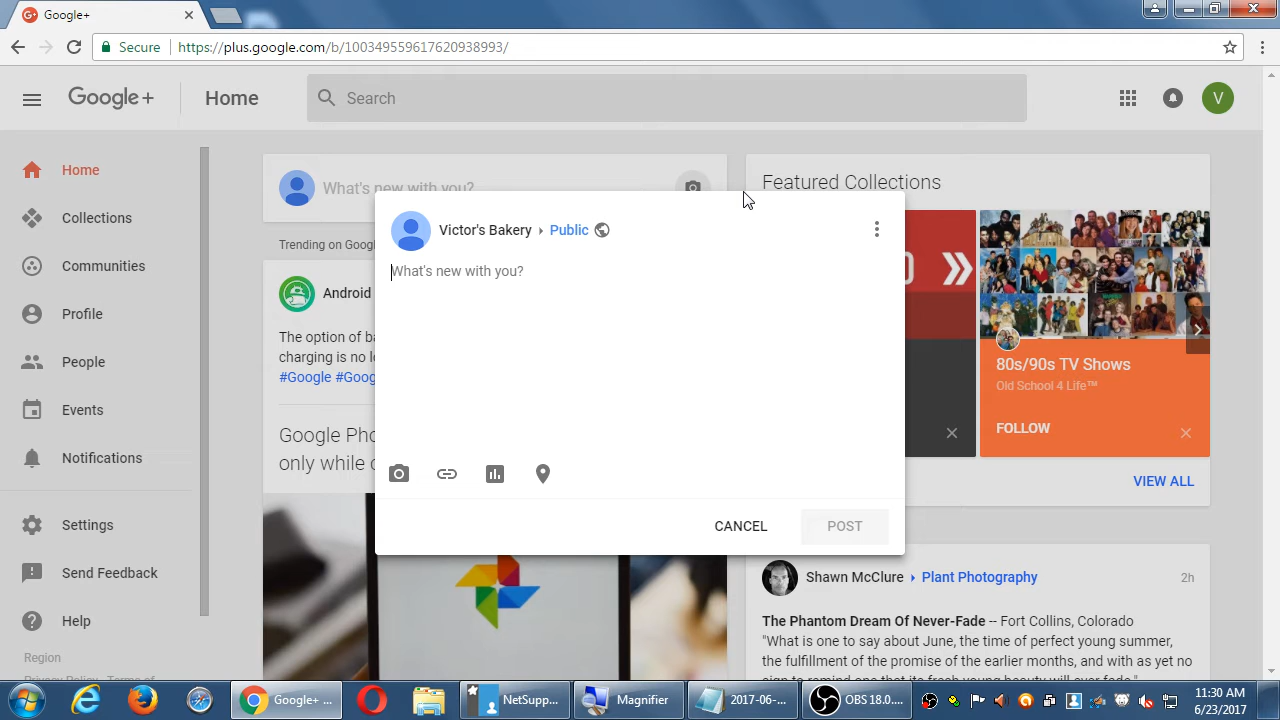 Google+
Secure
https://plus.google.com/b/100349559617620938993/
Google+
Home
Search
V
Home
Collections
Communities
Profile
People
Events
Notifications
Settings
Send Feedback
Help
Region
What's new with you?
Trending on Goog
Android
The option of ba
charging is no l
#Google #Goog
Google Pho
only while c
Victor's Bakery
Public
What's new with you?
CANCEL
POST
Featured Collections
80s/90s TV Shows
Old School 4 Life™
FOLLOW
VIEW ALL
Shawn McClure
Plant Photography
2h
The Phantom Dream Of Never-Fade -- Fort Collins, Colorado
"What is one to say about June, the time of perfect young summer,
the fulfillment of the promise of the earlier months, and with as yet no
Google+ ...
NetSupp...
Magnifier
2017-06-...
OBS 18.0....
11:30 AM
6/23/2017